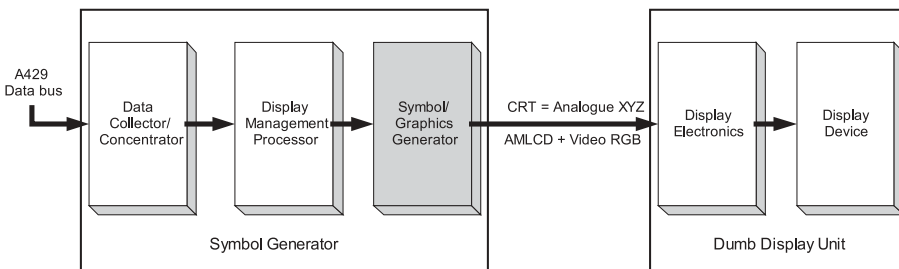 A429
Data bus
Data
Collector/
Concentrator
Display
Management
Processor
Symbol/
Graphics
Generator
CRT = Analogue XYZ
AMLCD + Video RGB
Display
Electronics
Display
Device
Symbol Generator
Dumb Display Unit